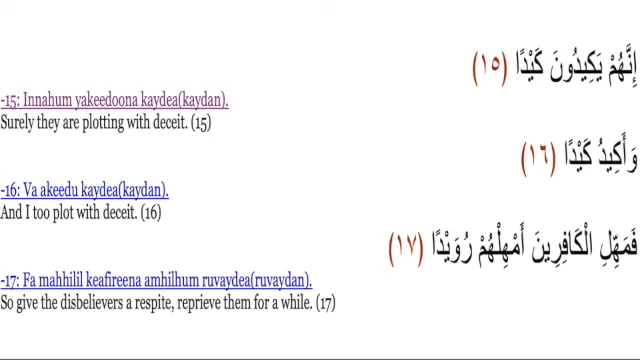 إِنَّهُمْ يَكِيدُونَ كَيْدًا (١٥)
-15: Innahum yakeedoona kaydea(kaydan).
Surely they are plotting with deceit. (15)
وَأَكِيدُ كَيْدًا (١٦)
-16: Va akeedu kaydea(kaydan).
And I too plot with deceit. (16)
فَمَهِّلِ الْكَافِرِينَ أَمْهِلْهُمْ رُوَيْدًا (١٧)
-17: Fa mahhilil keafireena amhilhum ruvaydea(ruvaydan).
So give the disbelievers a respite, reprieve them for a while. (17)